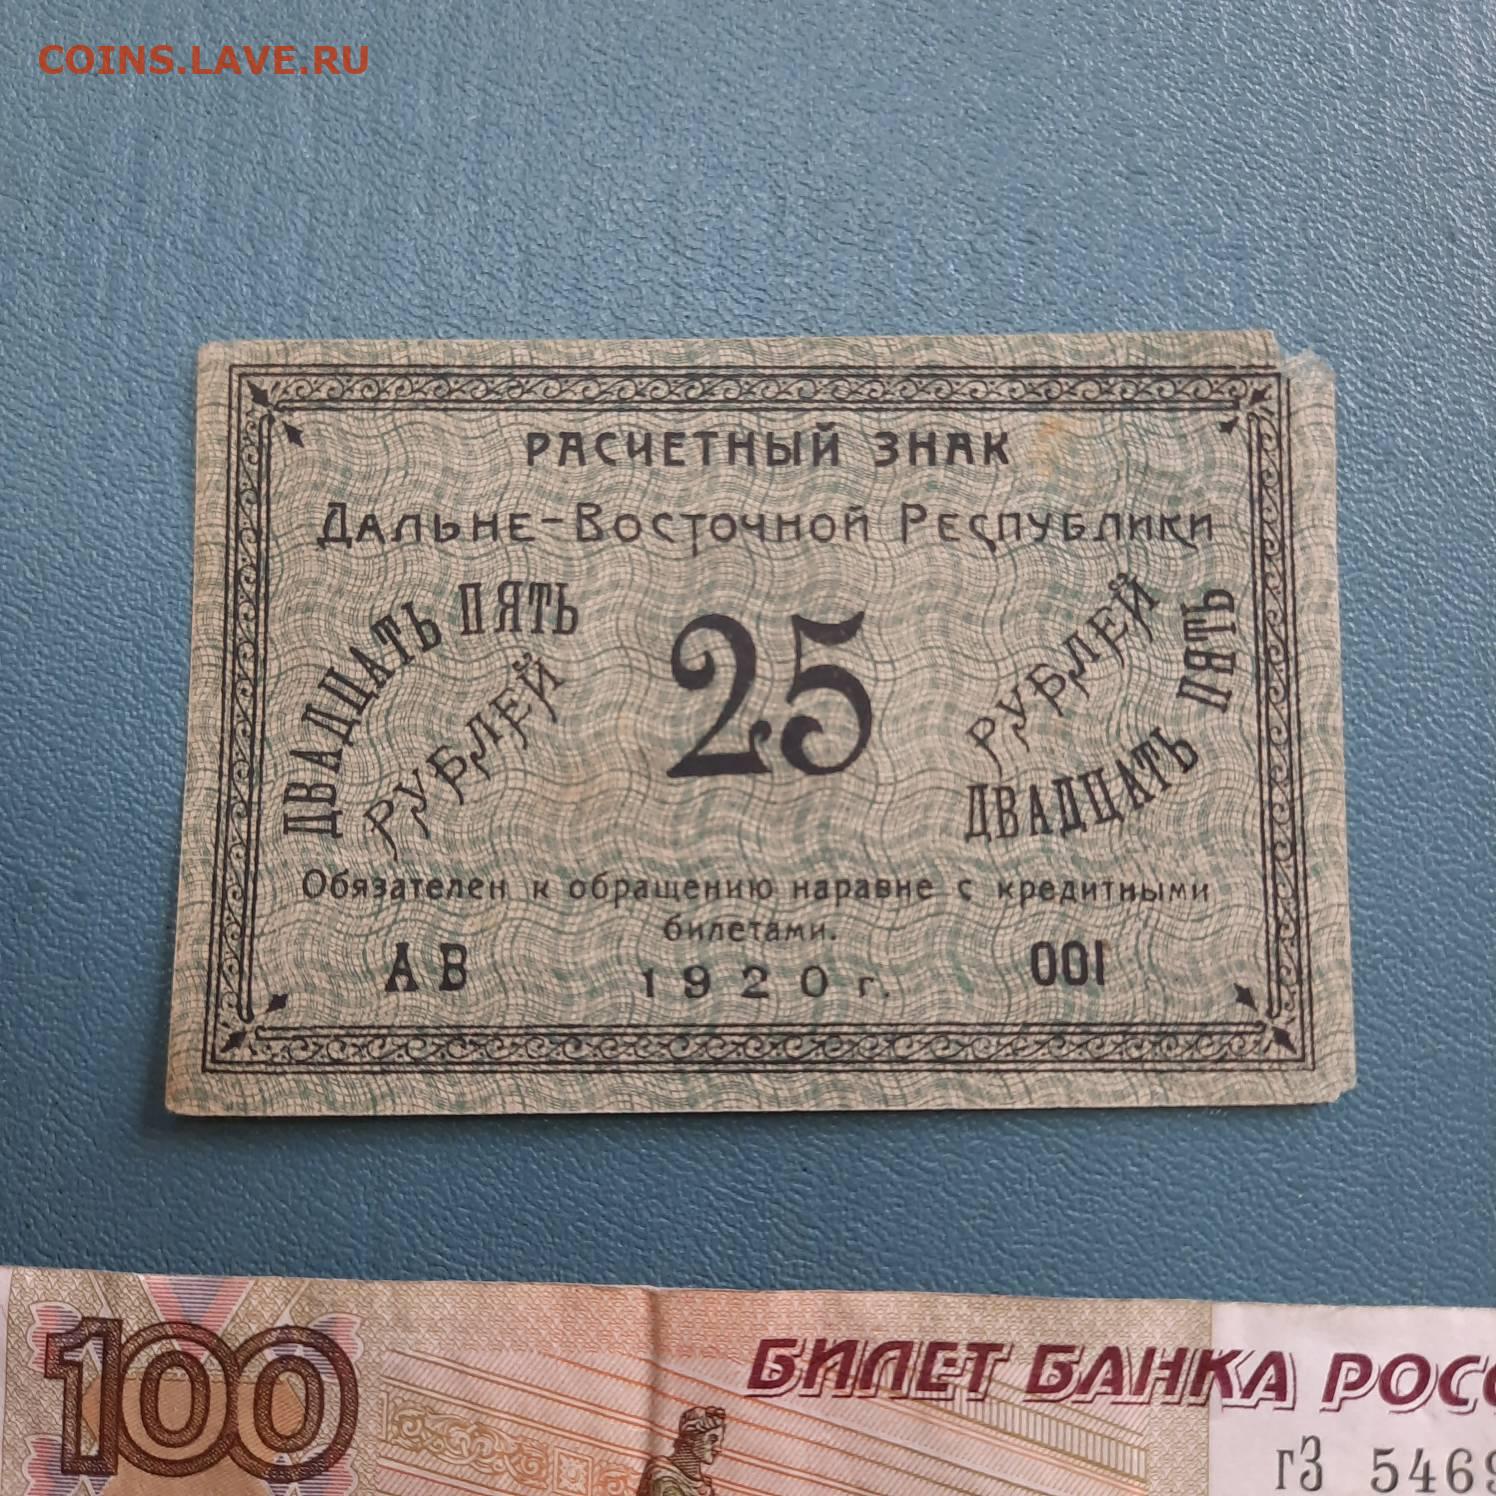 COINS.LAVE.RU
РАСЧЕТНЫЙ ЗНАК
ДАЛЬНЕ-ВОСТОЧНОЙ РЕСПУБЛИКИ
ДВАДЦАТЬ ПЯТЬ
РУБЛЕЙ
25
РУБЛЕЙ
ДВАДЦАТЬ ПЯТЬ
Обязателен к обращению наравне с кредитными
билетами.
АВ
1920 г.
001
100
БИЛЕТ БАНКА РОСС
гЗ 5469